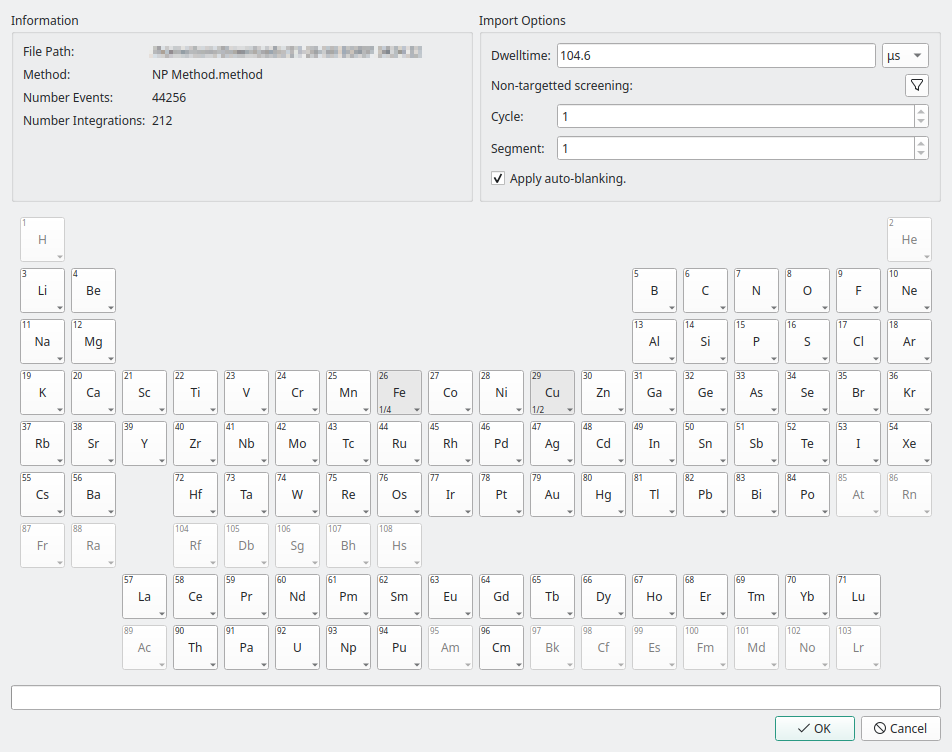 Information
File Path:
Method: NP Method.method
Number Events: 44256
Number Integrations: 212
Import Options
Dwelltime: 104.6 µs
Non-targetted screening:
Cycle: 1
Segment: 1
Apply auto-blanking.
1 H 2 He
3 Li 4 Be 5 B 6 C 7 N 8 O 9 F 10 Ne
11 Na 12 Mg 13 Al 14 Si 15 P 16 S 17 Cl 18 Ar
19 K 20 Ca 21 Sc 22 Ti 23 V 24 Cr 25 Mn 26 Fe 1/4 27 Co 28 Ni 29 Cu 1/2 30 Zn 31 Ga 32 Ge 33 As 34 Se 35 Br 36 Kr
37 Rb 38 Sr 39 Y 40 Zr 41 Nb 42 Mo 43 Tc 44 Ru 45 Rh 46 Pd 47 Ag 48 Cd 49 In 50 Sn 51 Sb 52 Te 53 I 54 Xe
55 Cs 56 Ba 72 Hf 73 Ta 74 W 75 Re 76 Os 77 Ir 78 Pt 79 Au 80 Hg 81 Tl 82 Pb 83 Bi 84 Po 85 At 86 Rn
87 Fr 88 Ra 104 Rf 105 Db 106 Sg 107 Bh 108 Hs
57 La 58 Ce 59 Pr 60 Nd 61 Pm 62 Sm 63 Eu 64 Gd 65 Tb 66 Dy 67 Ho 68 Er 69 Tm 70 Yb 71 Lu
89 Ac 90 Th 91 Pa 92 U 93 Np 94 Pu 95 Am 96 Cm 97 Bk 98 Cf 99 Es 100 Fm 101 Md 102 No 103 Lr
OK Cancel